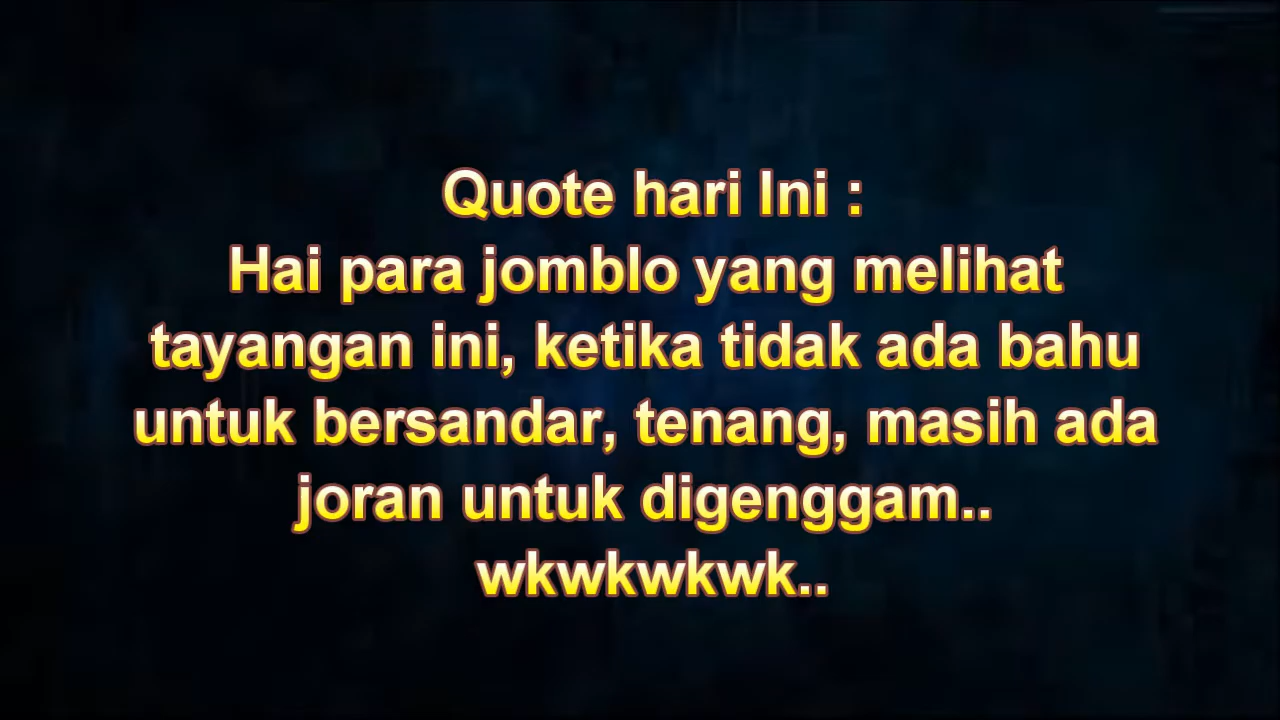 Quote hari Ini :
Hai para jomblo yang melihat
tayangan ini, ketika tidak ada bahu
untuk bersandar, tenang, masih ada
joran untuk digenggam..
wkwkwkwk..